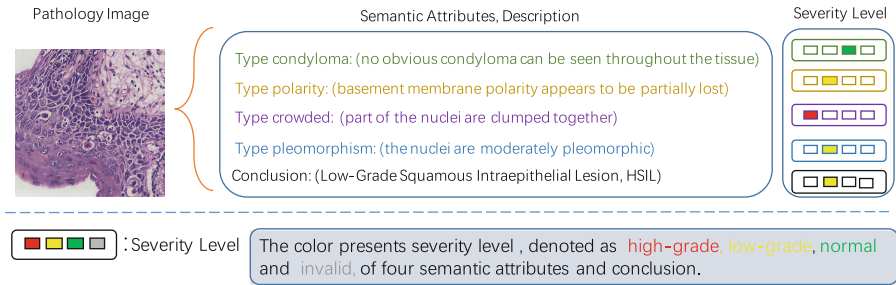 Pathology Image
Semantic Attributes, Description
Severity Level
Type condyloma: (no obvious condyloma can be seen throughout the tissue)
Type polarity: (basement membrane polarity appears to be partially lost)
Type crowded: (part of the nuclei are clumped together)
Type pleomorphism: (the nuclei are moderately pleomorphic)
Conclusion: (Low-Grade Squamous Intraepithelial Lesion, HSIL)
: Severity Level
The color presents severity level , denoted as high-grade, low-grade, normal
and invalid, of four semantic attributes and conclusion.